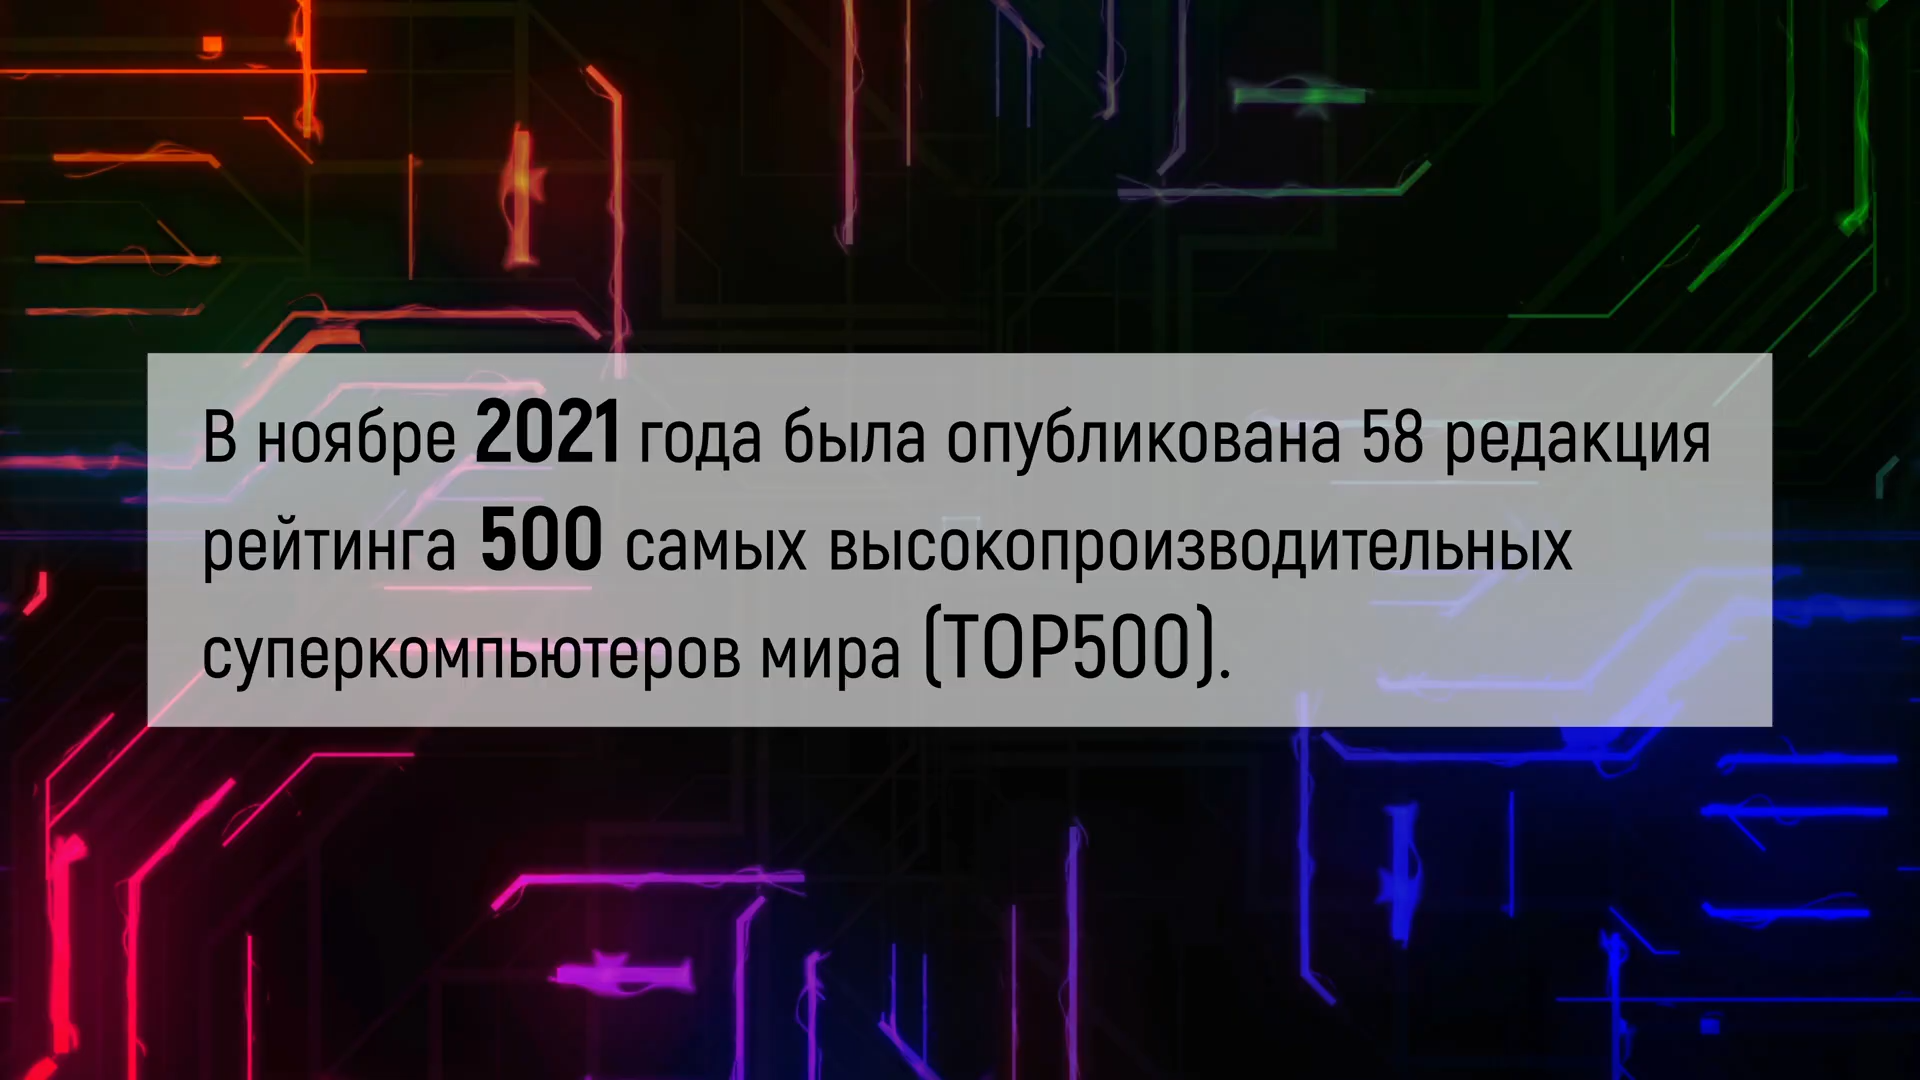 В ноябре 2021 года была опубликована 58 редакция
рейтинга 500 самых высокопроизводительных
суперкомпьютеров мира (TOP500).